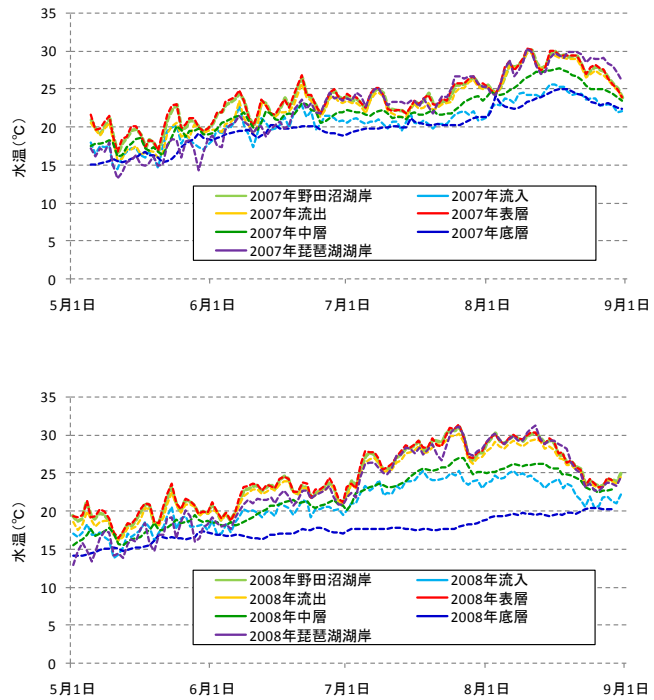 35
30
25
20
15
10
5
0
水温(℃)
2007年野田沼湖岸 2007年流入
2007年流出 2007年表層
2007年中層 2007年底層
2007年琵琶湖湖岸
5月1日 6月1日 7月1日 8月1日 9月1日
35
30
25
20
15
10
5
0
水温(℃)
2008年野田沼湖岸 2008年流入
2008年流出 2008年表層
2008年中層 2008年底層
2008年琵琶湖湖岸
5月1日 6月1日 7月1日 8月1日 9月1日